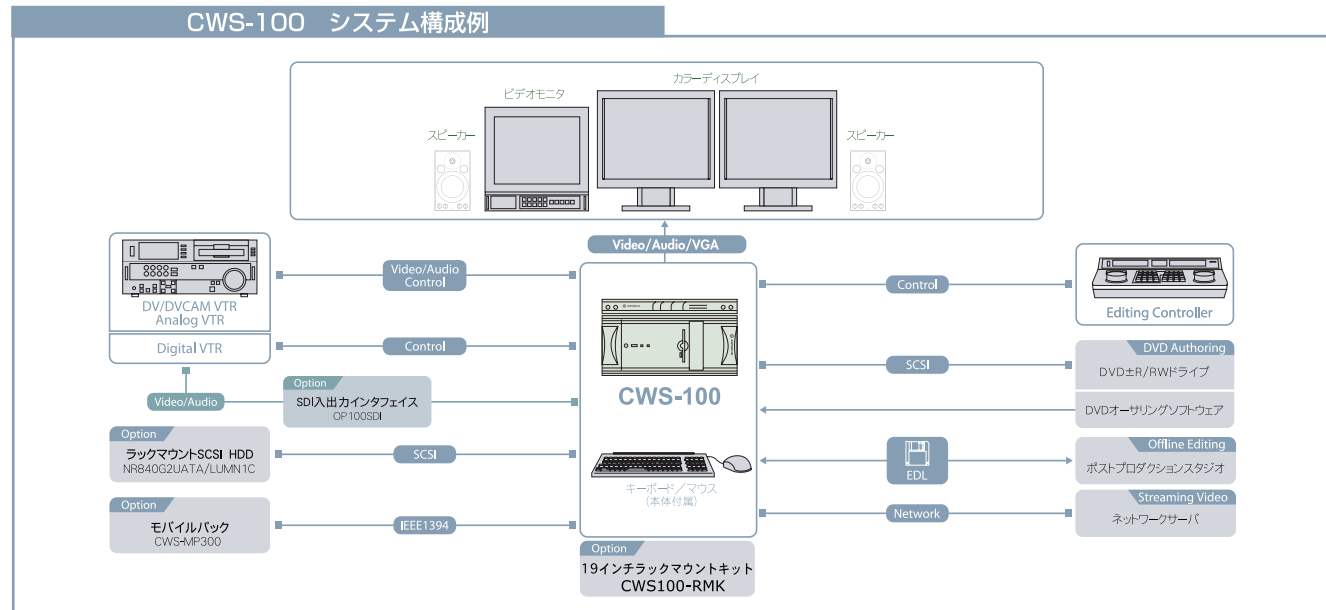 CWS-100　システム構成例
カラーディスプレイ
ビデオモニタ
スピーカー
スピーカー
Video/Audio/VGA
DV/DVCAM VTR
Analog VTR
Digital VTR
Video/Audio
Control
Control
Video/Audio
Option
SDI入出力インタフェイス
OP100SDI
Option
ラックマウントSCSI HDD
NR840G2UATA/LUMN1C
SCSI
Option
モバイルパック
CWS-MP300
IEEE1394
CWS-100
キーボード／マウス
(本体付属)
Option
19インチラックマウントキット
CWS100-RMK
Control
Editing Controller
SCSI
DVD Authoring
DVD±R/RWドライブ
DVDオーサリングソフトウェア
EDL
Offline Editing
ポストプロダクションスタジオ
Network
Streaming Video
ネットワークサーバ